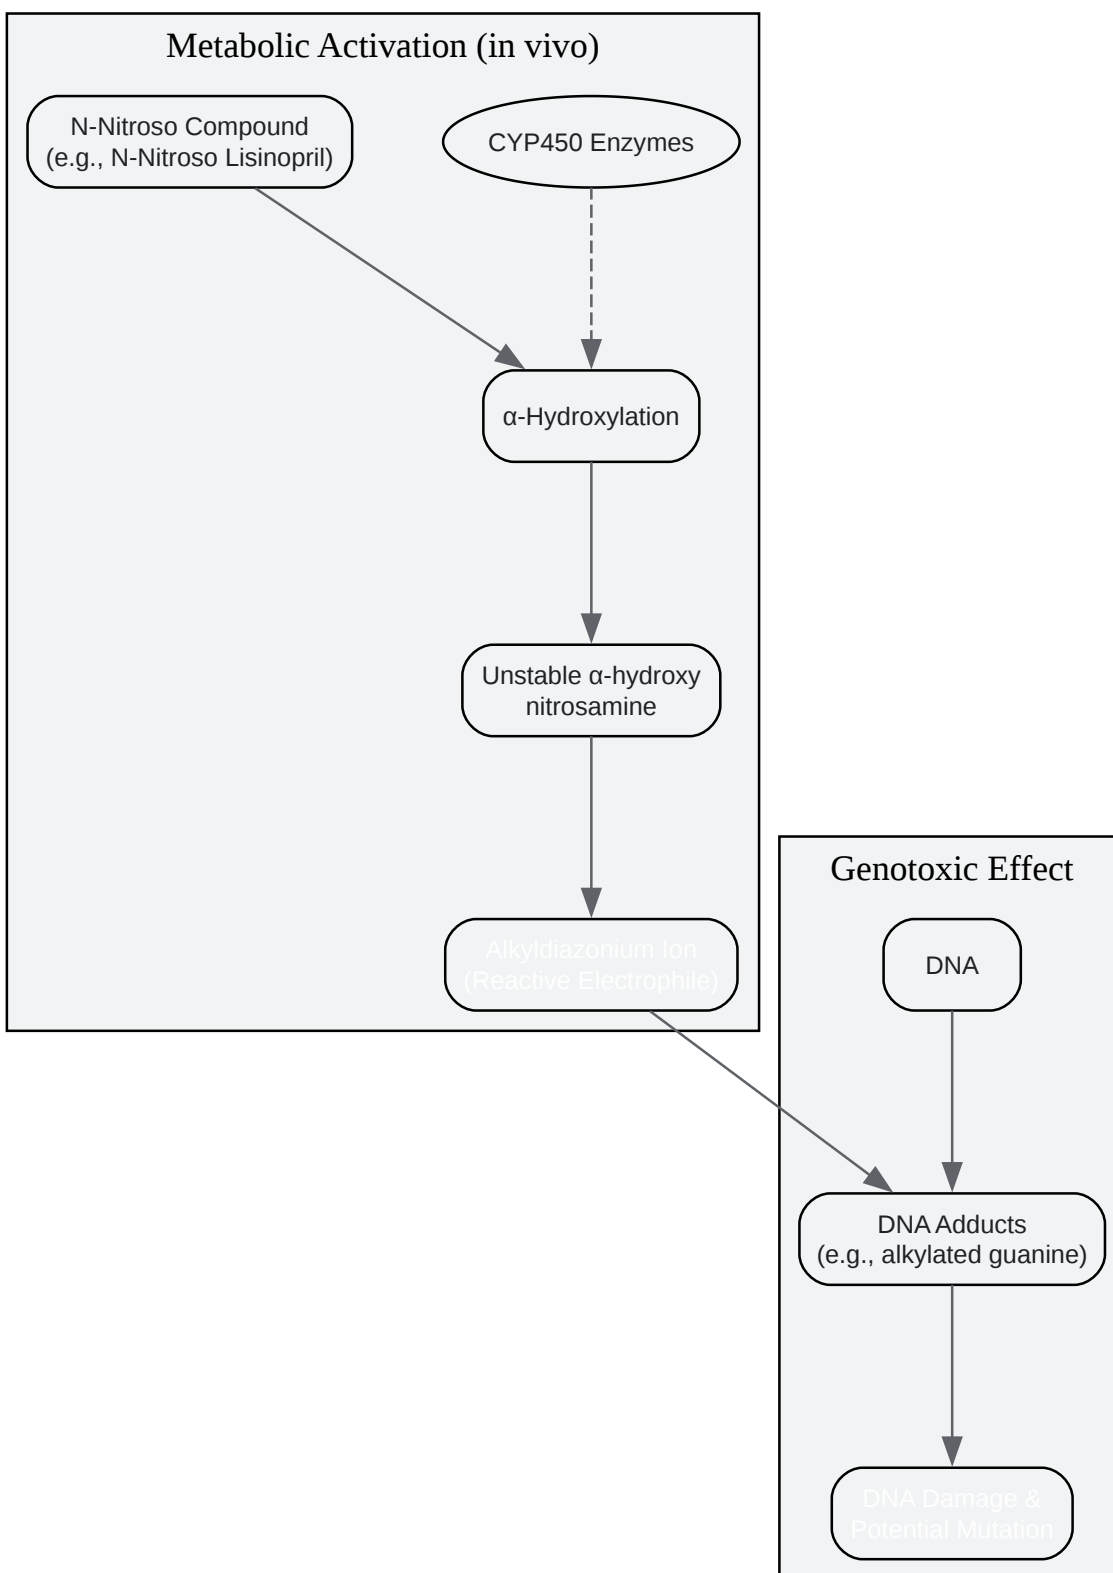 Metabolic Activation (in vivo)
N-Nitroso Compound
(e.g., N-Nitroso Lisinopril)
CYP450 Enzymes
α-Hydroxylation
Unstable α-hydroxy
nitrosamine
Alkyldiazonium Ion
(Reactive Electrophile)
Genotoxic Effect
DNA
DNA Adducts
(e.g., alkylated guanine)
DNA Damage &
Potential Mutation